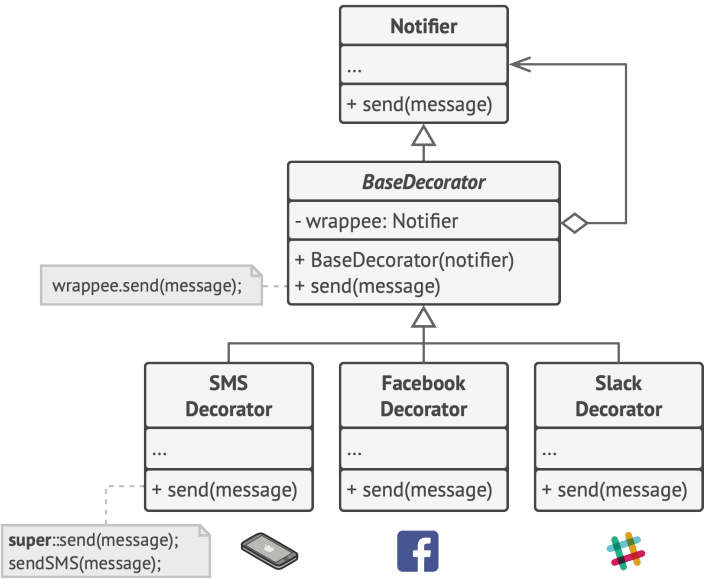 Notifier
...
+ send(message)
BaseDecorator
- wrappee: Notifier
+ BaseDecorator(notifier)
+ send(message)
wrappee.send(message);
SMS
Decorator
...
+ send(message)
Facebook
Decorator
...
+ send(message)
Slack
Decorator
...
+ send(message)
super::send(message);
sendSMS(message);